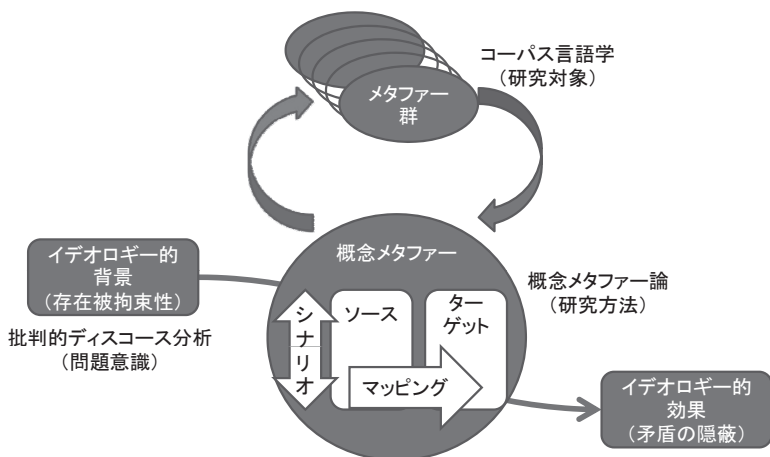 コーパス言語学
（研究対象）
メタファー
群
概念メタファー
イデオロギー的
背景
（存在被拘束性）
批判的ディスコース分析
（問題意識）
シナリオ
ソース
ター
ゲット
マッピング
概念メタファー論
（研究方法）
イデオロギー的
効果
（矛盾の隠蔽）